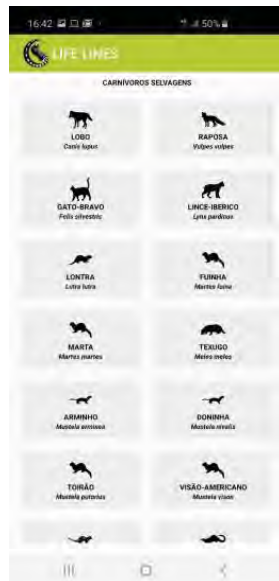 16:42 50%
LIFE LINES
CARNÍVOROS SELVAGENS
LOBO RAPOSA
Canis lupus Vulpes vulpes
GATO-BRAVO LINCE-IBERICO
Felis silvestris Lynx pardinus
LONTRA FUINHA
Lutra lutra Martes foina
MARTA TEXUGO
Martes martes Meles meles
ARMINHO DONINHA
Mustela erminea Mustela nivalis
TOIRÃO VISÃO-AMERICANO
Mustela putorius Mustela vison